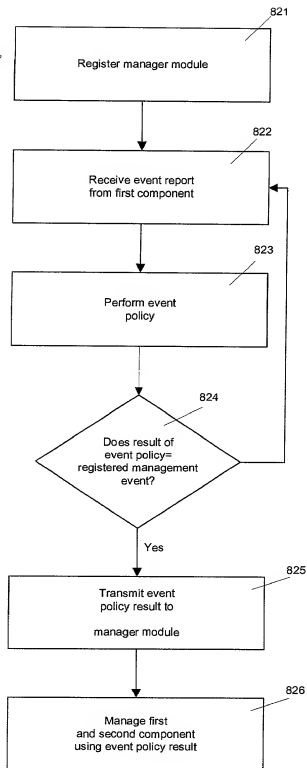 821
Register manager module
822
Receive event report
from first component
823
Perform event
policy
824
Does result of
event policy=
registered management
event?
Yes
825
Transmit event
policy result to
manager module
826
Manage first
and second component
using event policy result